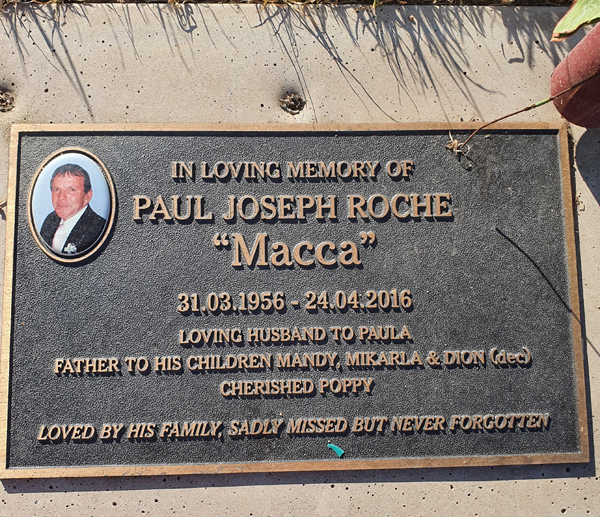 IN LOVING MEMORY OF
PAUL JOSEPH ROCHE
“Macca”
31.03.1956 - 24.04.2016
LOVING HUSBAND TO PAULA
FATHER TO HIS CHILDREN MANDY, MIKARLA & DION (dec)
CHERISHED POPPY
LOVED BY HIS FAMILY, SADLY MISSED BUT NEVER FORGOTTEN